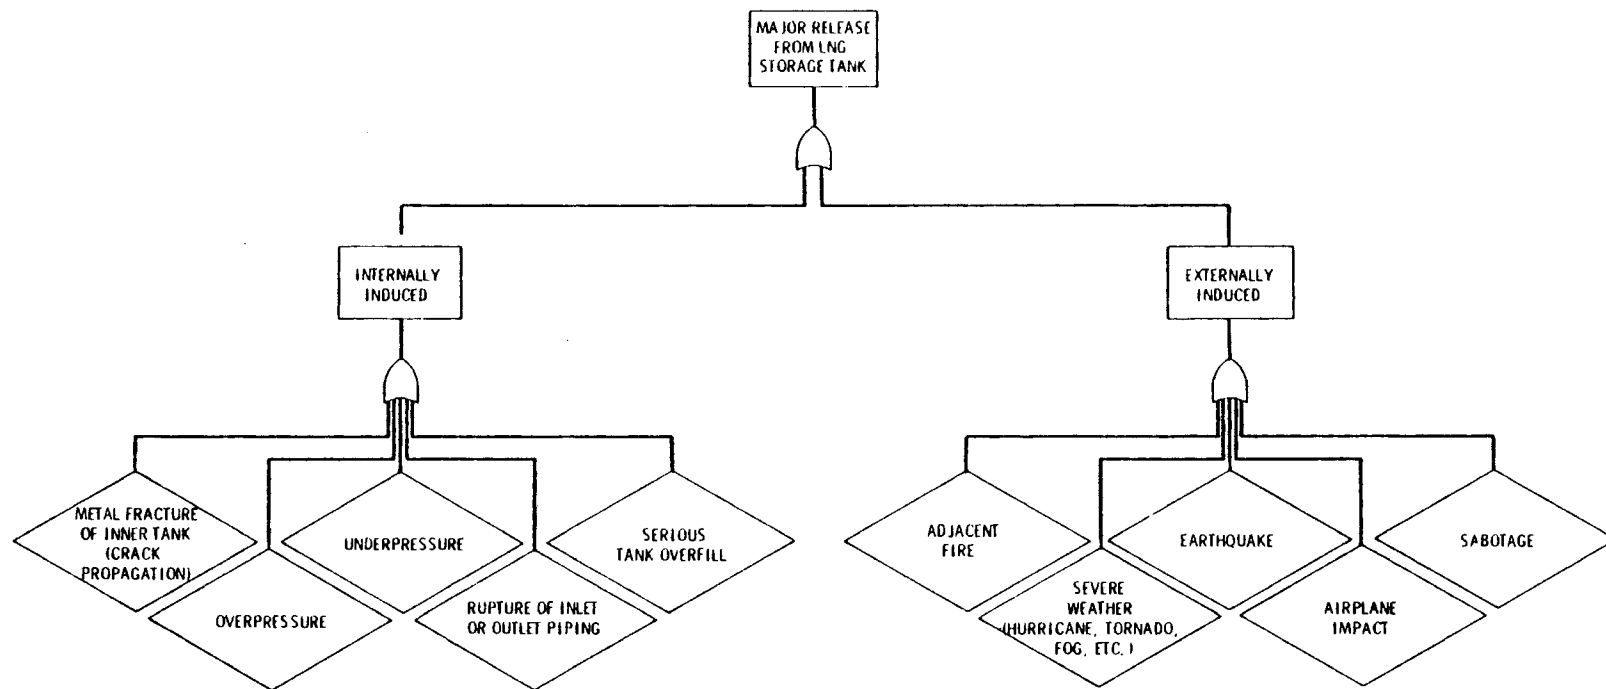 MAJOR RELEASE
FROM LNG
STORAGE TANK
INTERNALLY
INDUCED
EXTERNALLY
INDUCED
METAL FRACTURE
OF INNER TANK
(CRACK
PROPAGATION)
OVERPRESSURE
UNDERPRESSURE
RUPTURE OF INLET
OR OUTLET PIPING
SERIOUS
TANK OVERFILL
ADJACENT
FIRE
SEVERE
WEATHER
(HURRICANE, TORNADO,
FOG, ETC.)
EARTHQUAKE
AIRPLANE
IMPACT
SABOTAGE